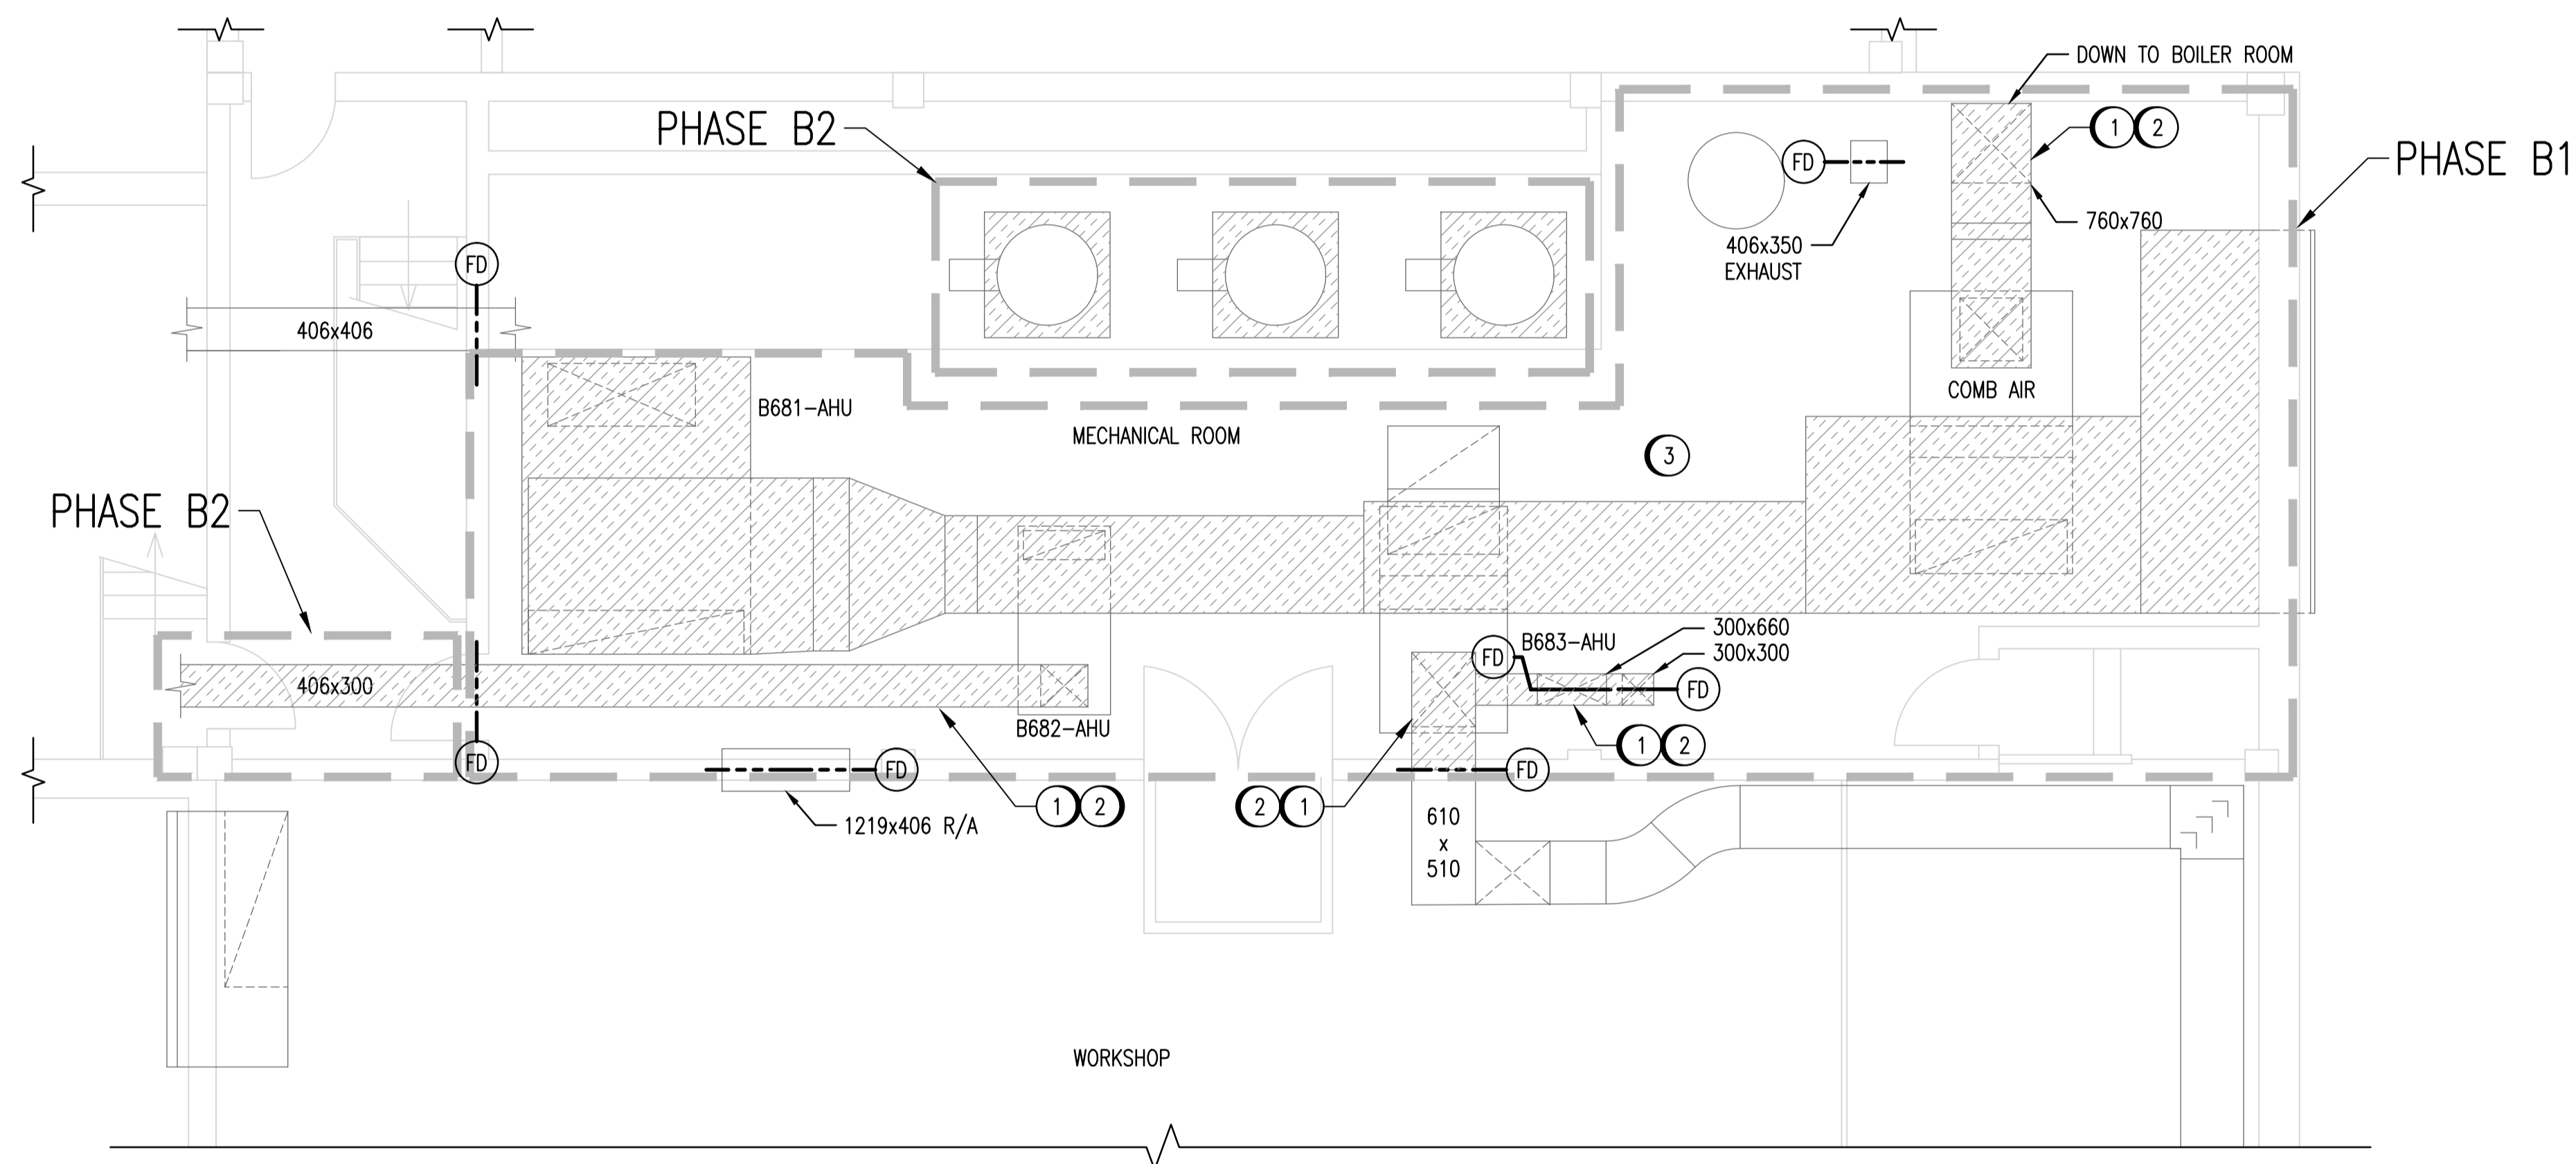 DOWN TO BOILER ROOM
PHASE B2
1 2
PHASE B1
FD
760x760
406x350
EXHAUST
FD
406x406
COMB AIR
B681-AHU
MECHANICAL ROOM
3
PHASE B2
300x660
B683-AHU
300x300
FD
FD
406x300
B682-AHU
1 2
FD
FD
FD
1 2
2 1
1219x406 R/A
610
x
510
WORKSHOP